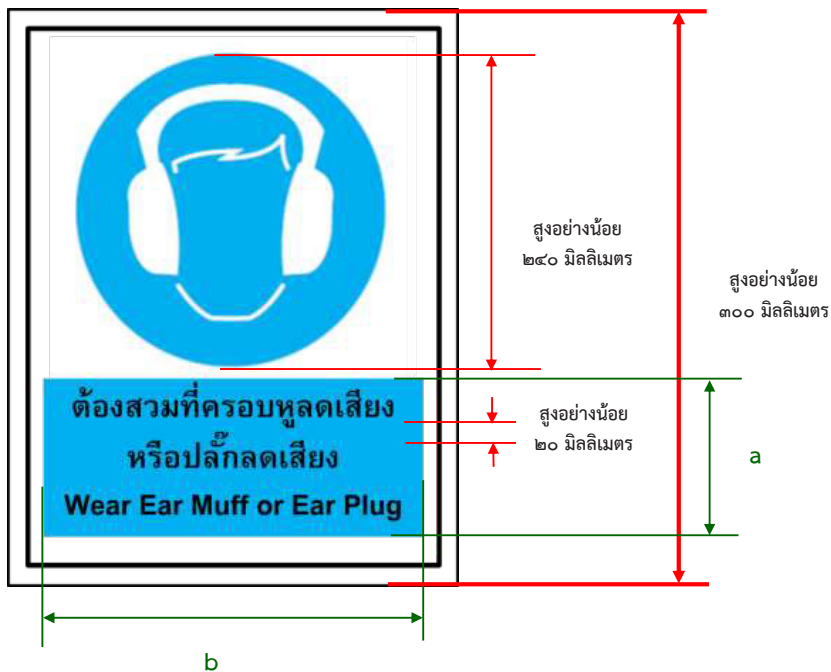 สูงอย่างน้อย
๒๔๐ มิลลิเมตร
สูงอย่างน้อย
๓๐๐ มิลลิเมตร
ต้องสวมที่ครอบหูลดเสียง
หรือปลั๊กลดเสียง
Wear Ear Muff or Ear Plug
สูงอย่างน้อย
๒๐ มิลลิเมตร
a
b